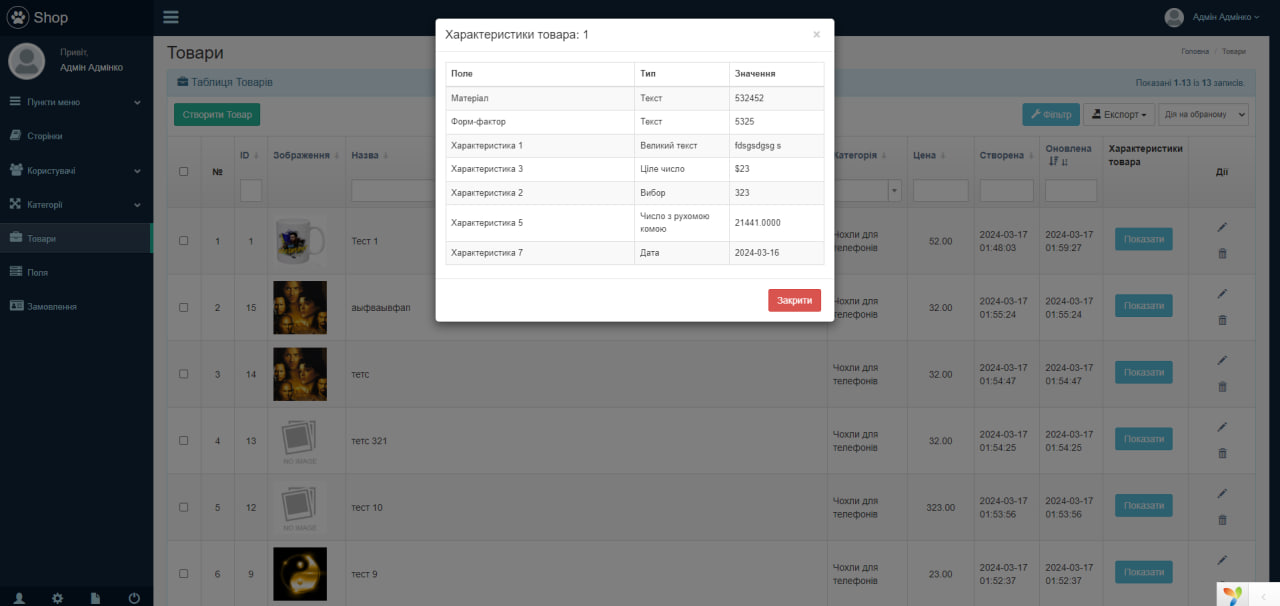 Shop
Адмін Адмінко
Привіт,
Адмін Адмінко
Пункти меню
Сторінки
Користувачі
Категорії
Товари
Поля
Замовлення
Товари
Головна / Товари
Таблиця Товарів
Показані 1-13 із 13 записів.
Створити Товар
Фільтр
Експорт
Дія на обраному
№
ID
Зображення
Назва
Категорія
Цена
Створена
Оновлена
Характеристики товара
Дії
1 1 Тест 1 Чохли для телефонів 52.00 2024-03-17 01:48:03 2024-03-17 01:59:27 Показати
2 15 аыфваывфап Чохли для телефонів 32.00 2024-03-17 01:55:24 2024-03-17 01:55:24 Показати
3 14 тетс Чохли для телефонів 32.00 2024-03-17 01:54:47 2024-03-17 01:54:47 Показати
4 13 NO IMAGE тетс 321 Чохли для телефонів 32.00 2024-03-17 01:54:25 2024-03-17 01:54:25 Показати
5 12 NO IMAGE тест 10 Чохли для телефонів 323.00 2024-03-17 01:53:56 2024-03-17 01:53:56 Показати
6 9 тест 9 Чохли для телефонів 23.00 2024-03-17 01:52:37 2024-03-17 01:52:37 Показати
Характеристики товара: 1
×
Поле Тип Значення
Матеріал Текст 532452
Форм-фактор Текст 5325
Характеристика 1 Великий текст fdsgsdgsg s
Характеристика 3 Ціле число $23
Характеристика 2 Вибор 323
Характеристика 5 Число з рухомою комою 21441.0000
Характеристика 7 Дата 2024-03-16
Закрити